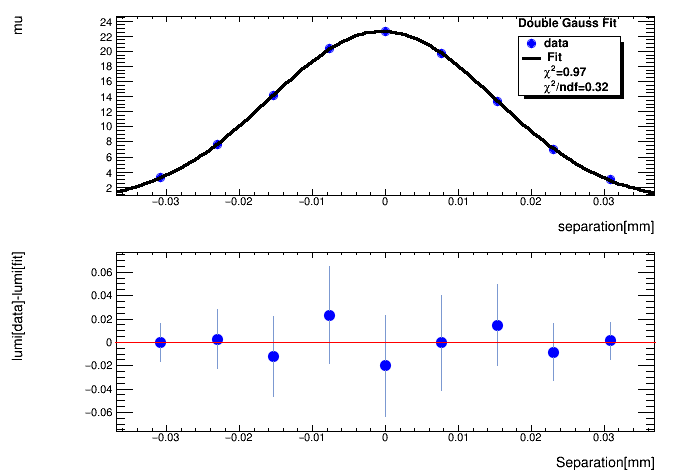 mu
Double Gauss Fit
data
Fit
χ²=0.97
χ²/ndf=0.32
24
22
20
18
16
14
12
10
8
6
4
2
−0.03 −0.02 −0.01 0 0.01 0.02 0.03
separation[mm]
lumi[data]-lumi[fit]
0.06
0.04
0.02
0
−0.02
−0.04
−0.06
−0.03 −0.02 −0.01 0 0.01 0.02 0.03
Separation[mm]